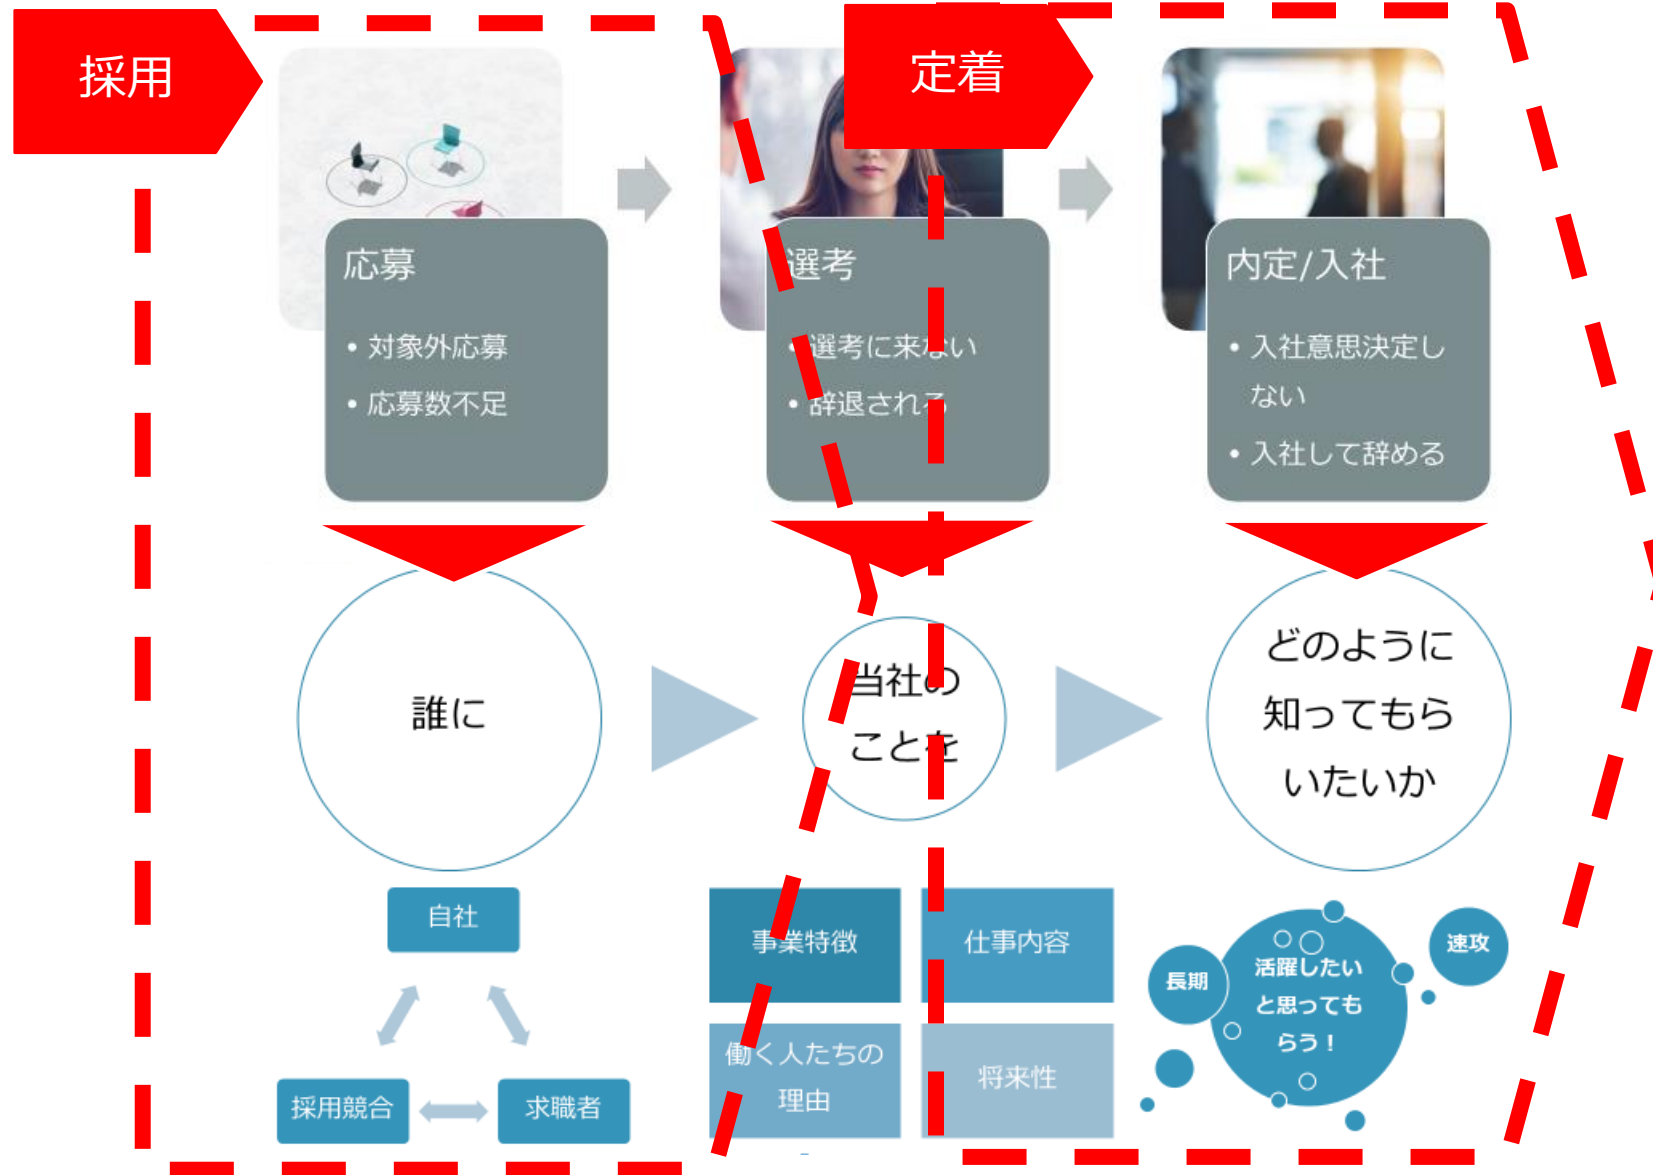 採用
定着
応募
• 対象外応募
• 応募数不足
選考
• 選考に来ない
• 辞退される
内定/入社
• 入社意思決定し
ない
• 入社して辞める
誰に
当社の
ことを
どのように
知ってもら
いたいか
自社
採用競合
求職者
事業特徴
仕事内容
働く人たちの
理由
将来性
長期
活躍したい
と思っても
らう！
速攻